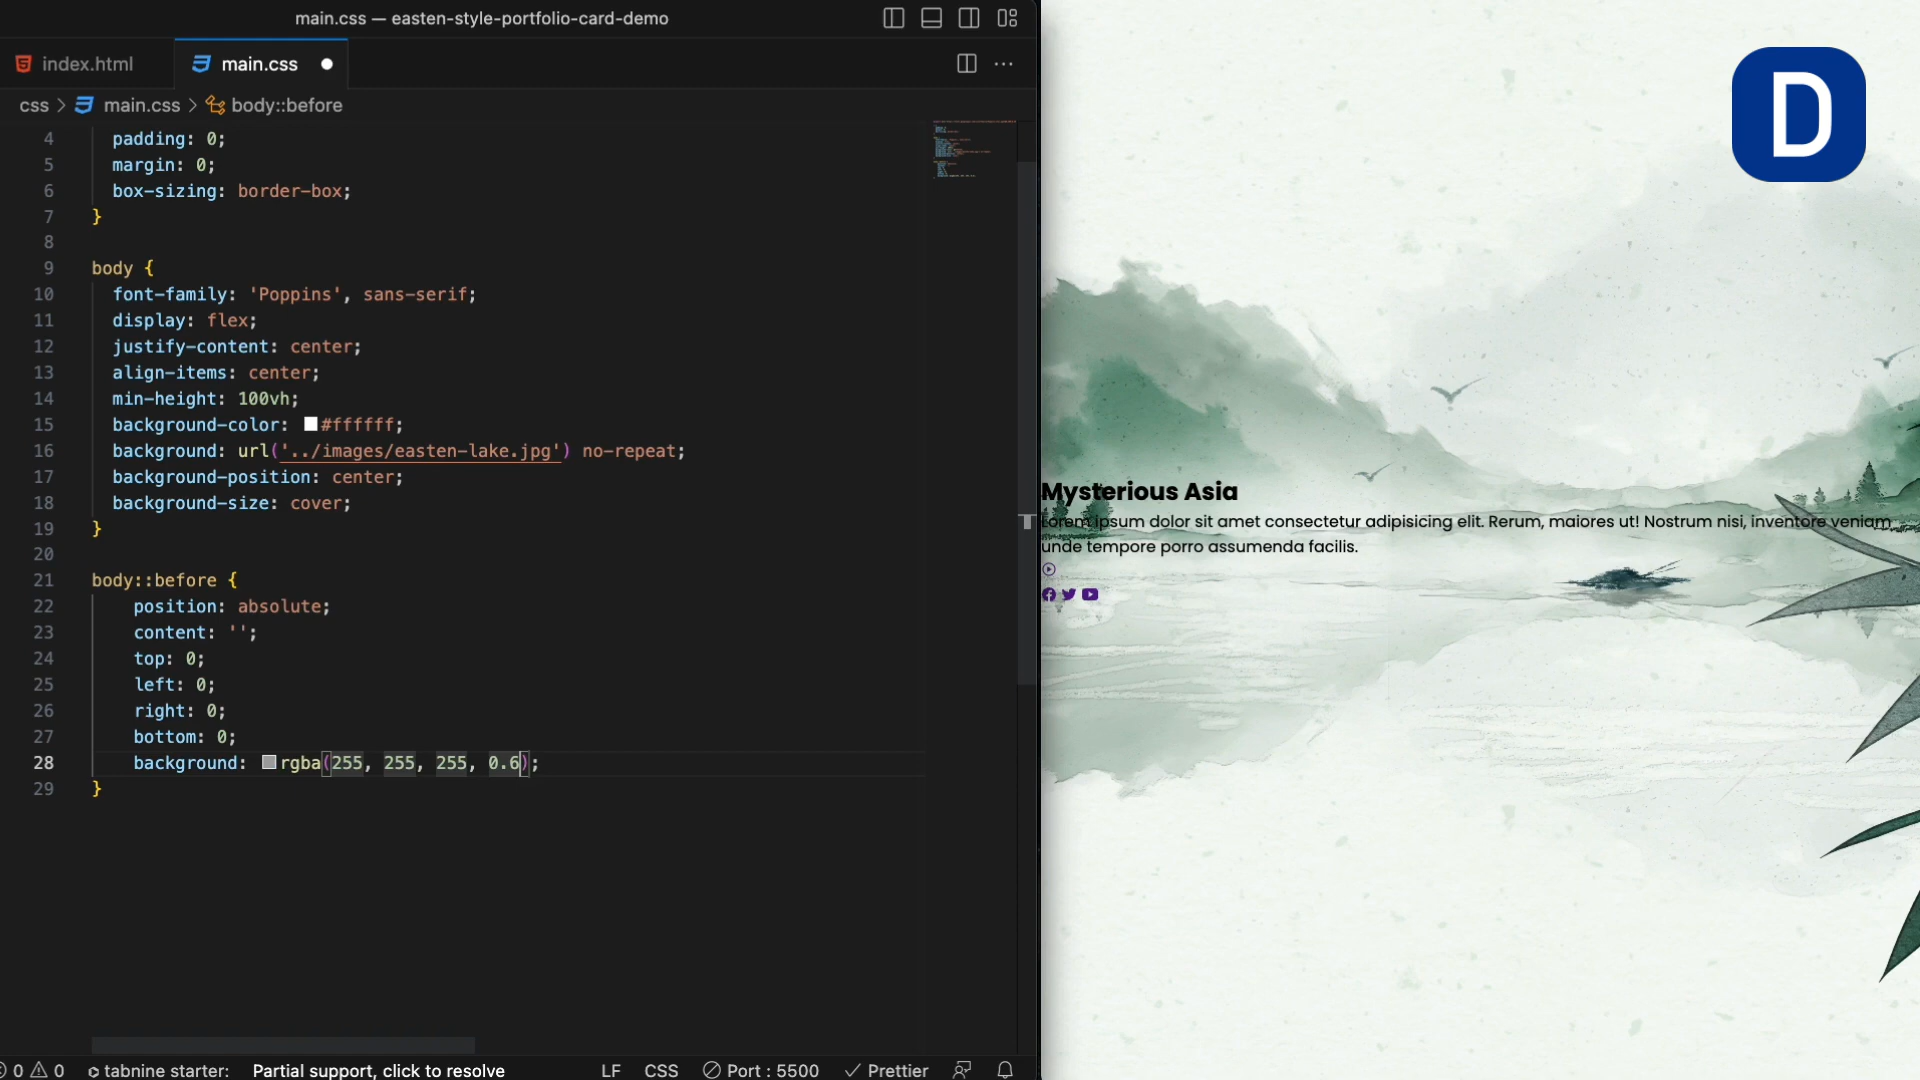 main.css — easten-style-portfolio-card-demo
index.html
main.css
css > main.css > body::before
4 padding: 0;
5 margin: 0;
6 box-sizing: border-box;
7 }
8
9 body {
10 font-family: 'Poppins', sans-serif;
11 display: flex;
12 justify-content: center;
13 align-items: center;
14 min-height: 100vh;
15 background-color: #ffffff;
16 background: url('../images/easten-lake.jpg') no-repeat;
17 background-position: center;
18 background-size: cover;
19 }
20
21 body::before {
22 position: absolute;
23 content: '';
24 top: 0;
25 left: 0;
26 right: 0;
27 bottom: 0;
28 background: rgba(255, 255, 255, 0.6);
29 }
0 0 tabnine starter: Partial support, click to resolve LF CSS Port : 5500 Prettier
D
Mysterious Asia
Lorem ipsum dolor sit amet consectetur adipisicing elit. Rerum, maiores ut! Nostrum nisi, inventore veniam
unde tempore porro assumenda facilis.